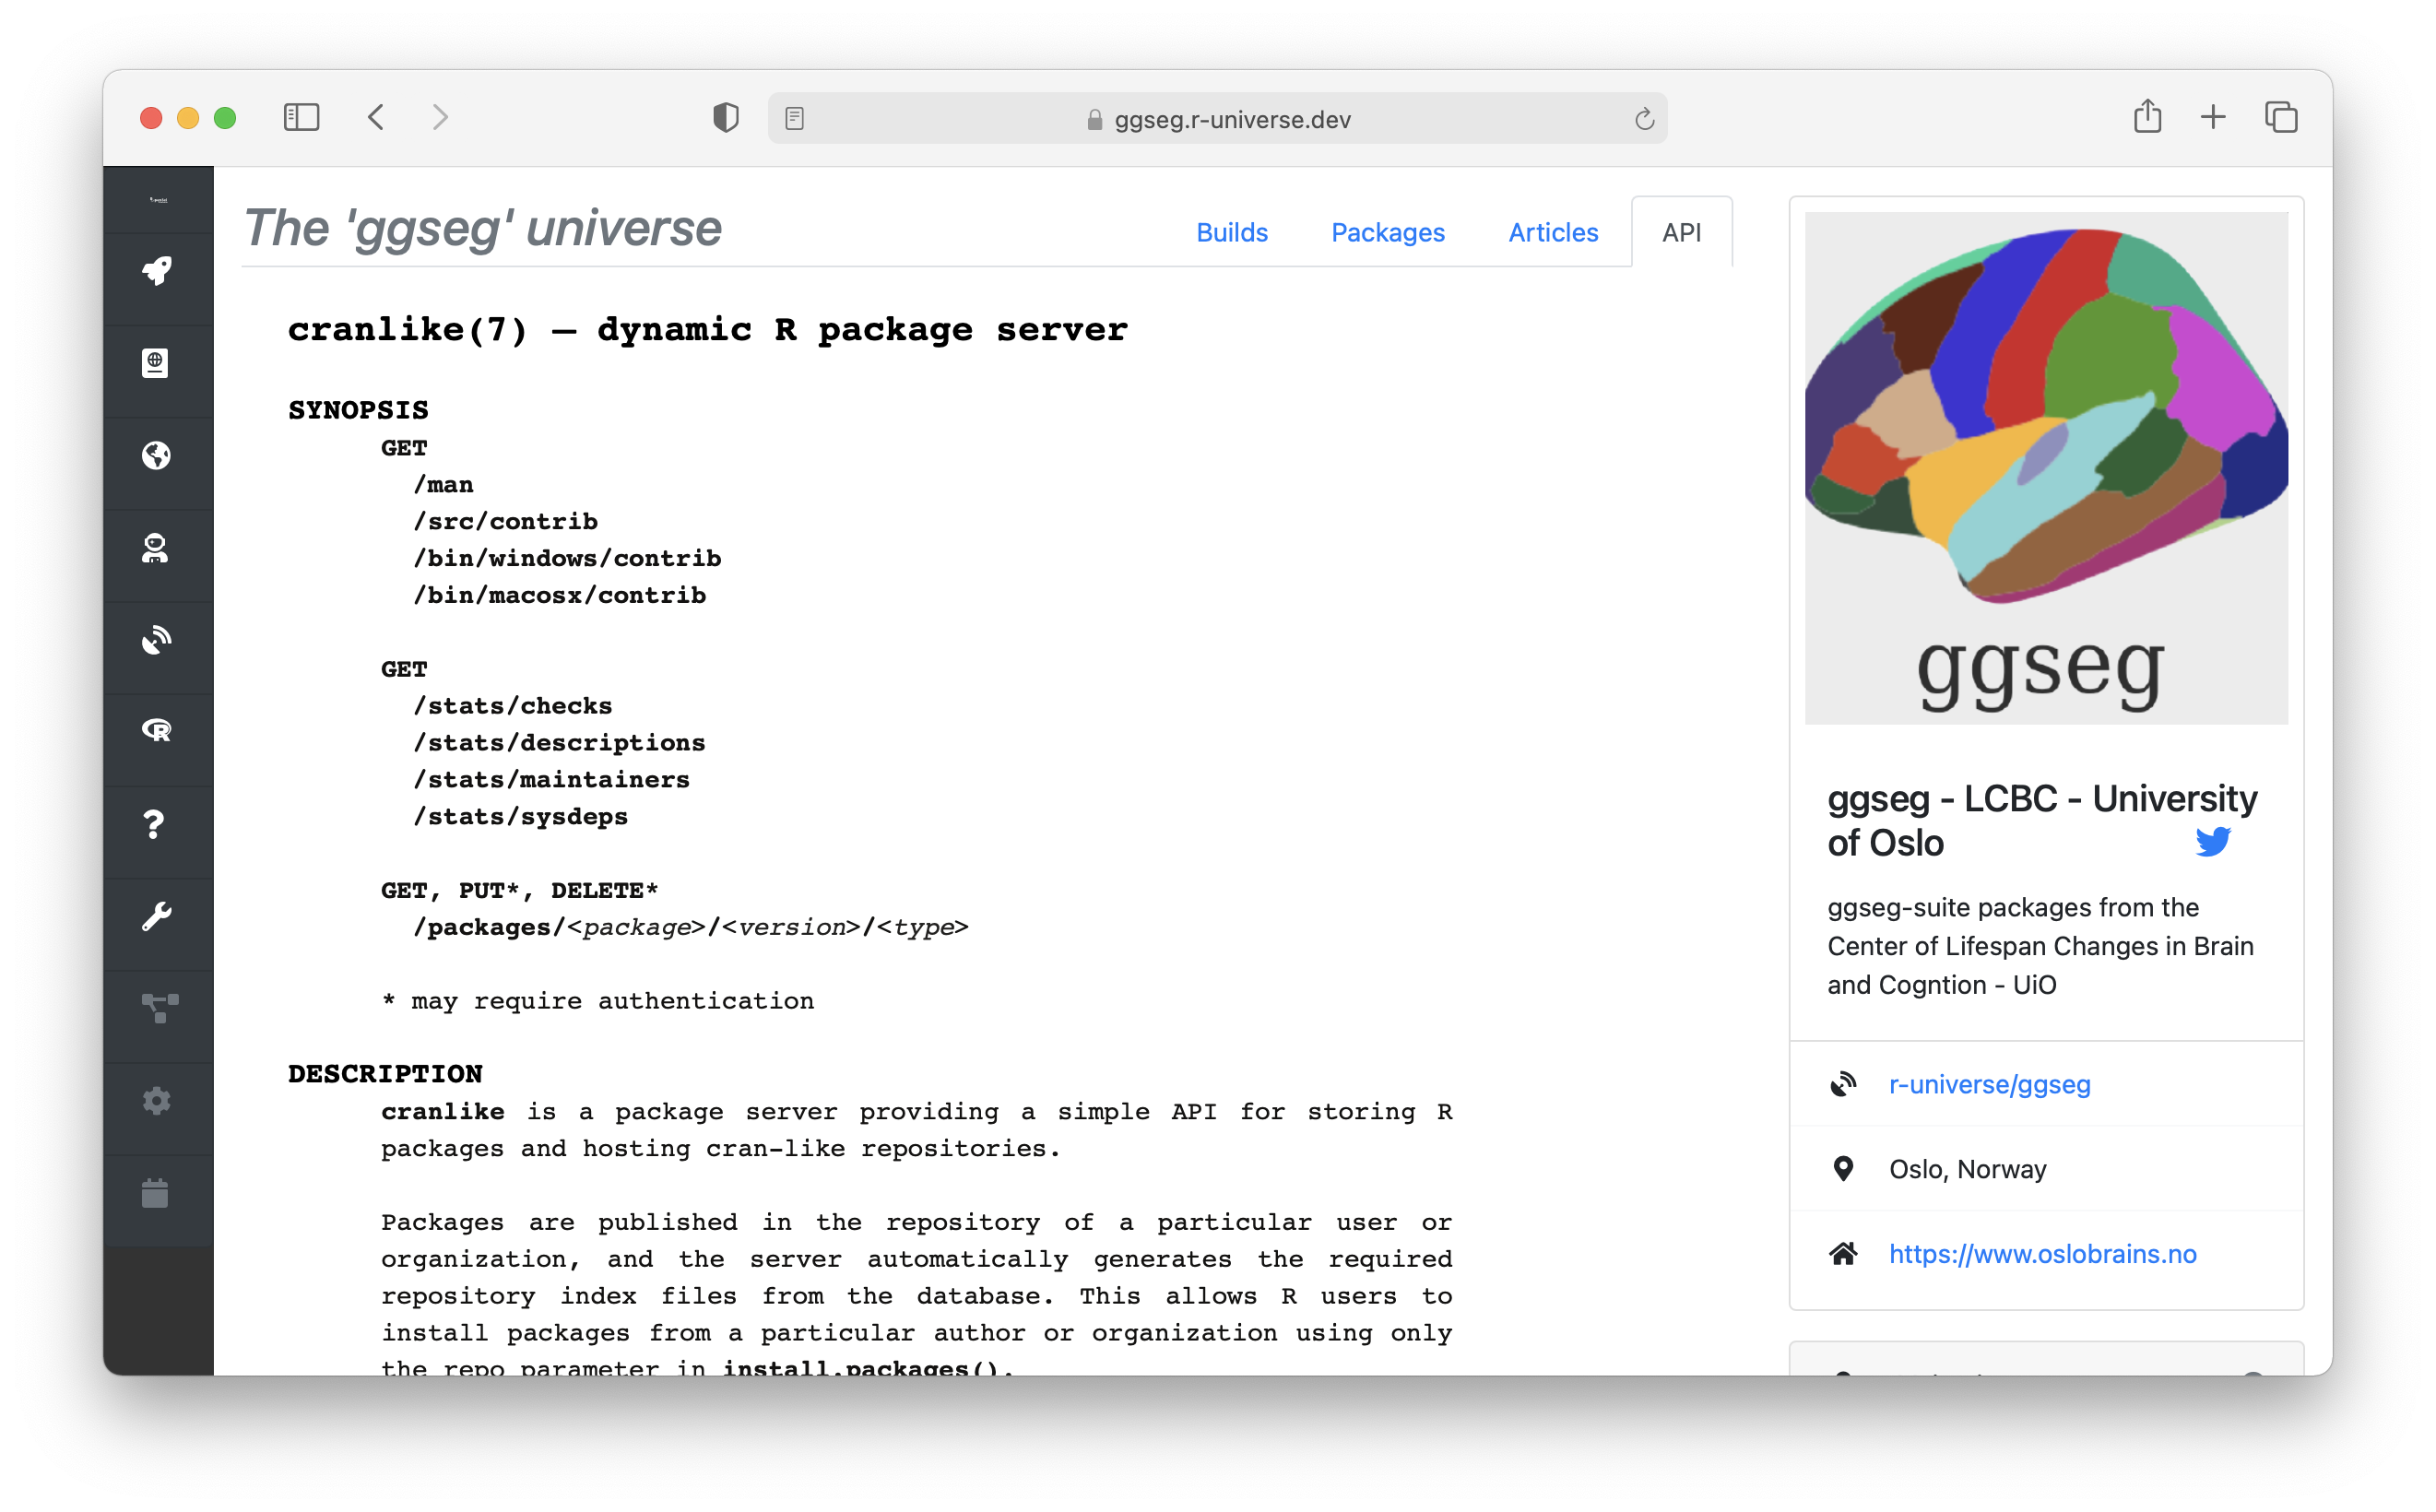 ggseg.r-universe.dev
The 'ggseg' universe
Builds
Packages
Articles
API
cranlike(7) — dynamic R package server
SYNOPSIS
GET
/man
/src/contrib
/bin/windows/contrib
/bin/macosx/contrib
GET
/stats/checks
/stats/descriptions
/stats/maintainers
/stats/sysdeps
GET, PUT*, DELETE*
/packages/<package>/<version>/<type>
* may require authentication
DESCRIPTION
cranlike is a package server providing a simple API for storing R
packages and hosting cran-like repositories.
Packages are published in the repository of a particular user or
organization, and the server automatically generates the required
repository index files from the database. This allows R users to
install packages from a particular author or organization using only
the repo parameter in install.packages().
ggseg
ggseg - LCBC - University
of Oslo
ggseg-suite packages from the
Center of Lifespan Changes in Brain
and Cogntion - UiO
r-universe/ggseg
Oslo, Norway
https://www.oslobrains.no